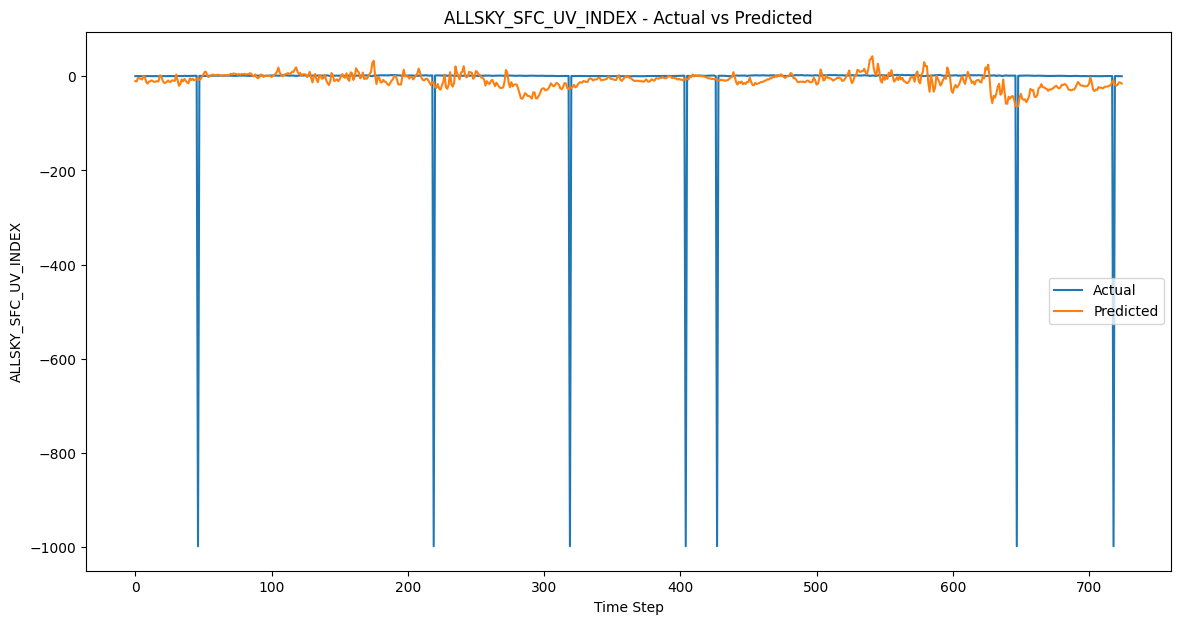 ALLSKY_SFC_UV_INDEX - Actual vs Predicted
ALLSKY_SFC_UV_INDEX
0
−200
−400
−600
−800
−1000
Actual
Predicted
0 100 200 300 400 500 600 700
Time Step